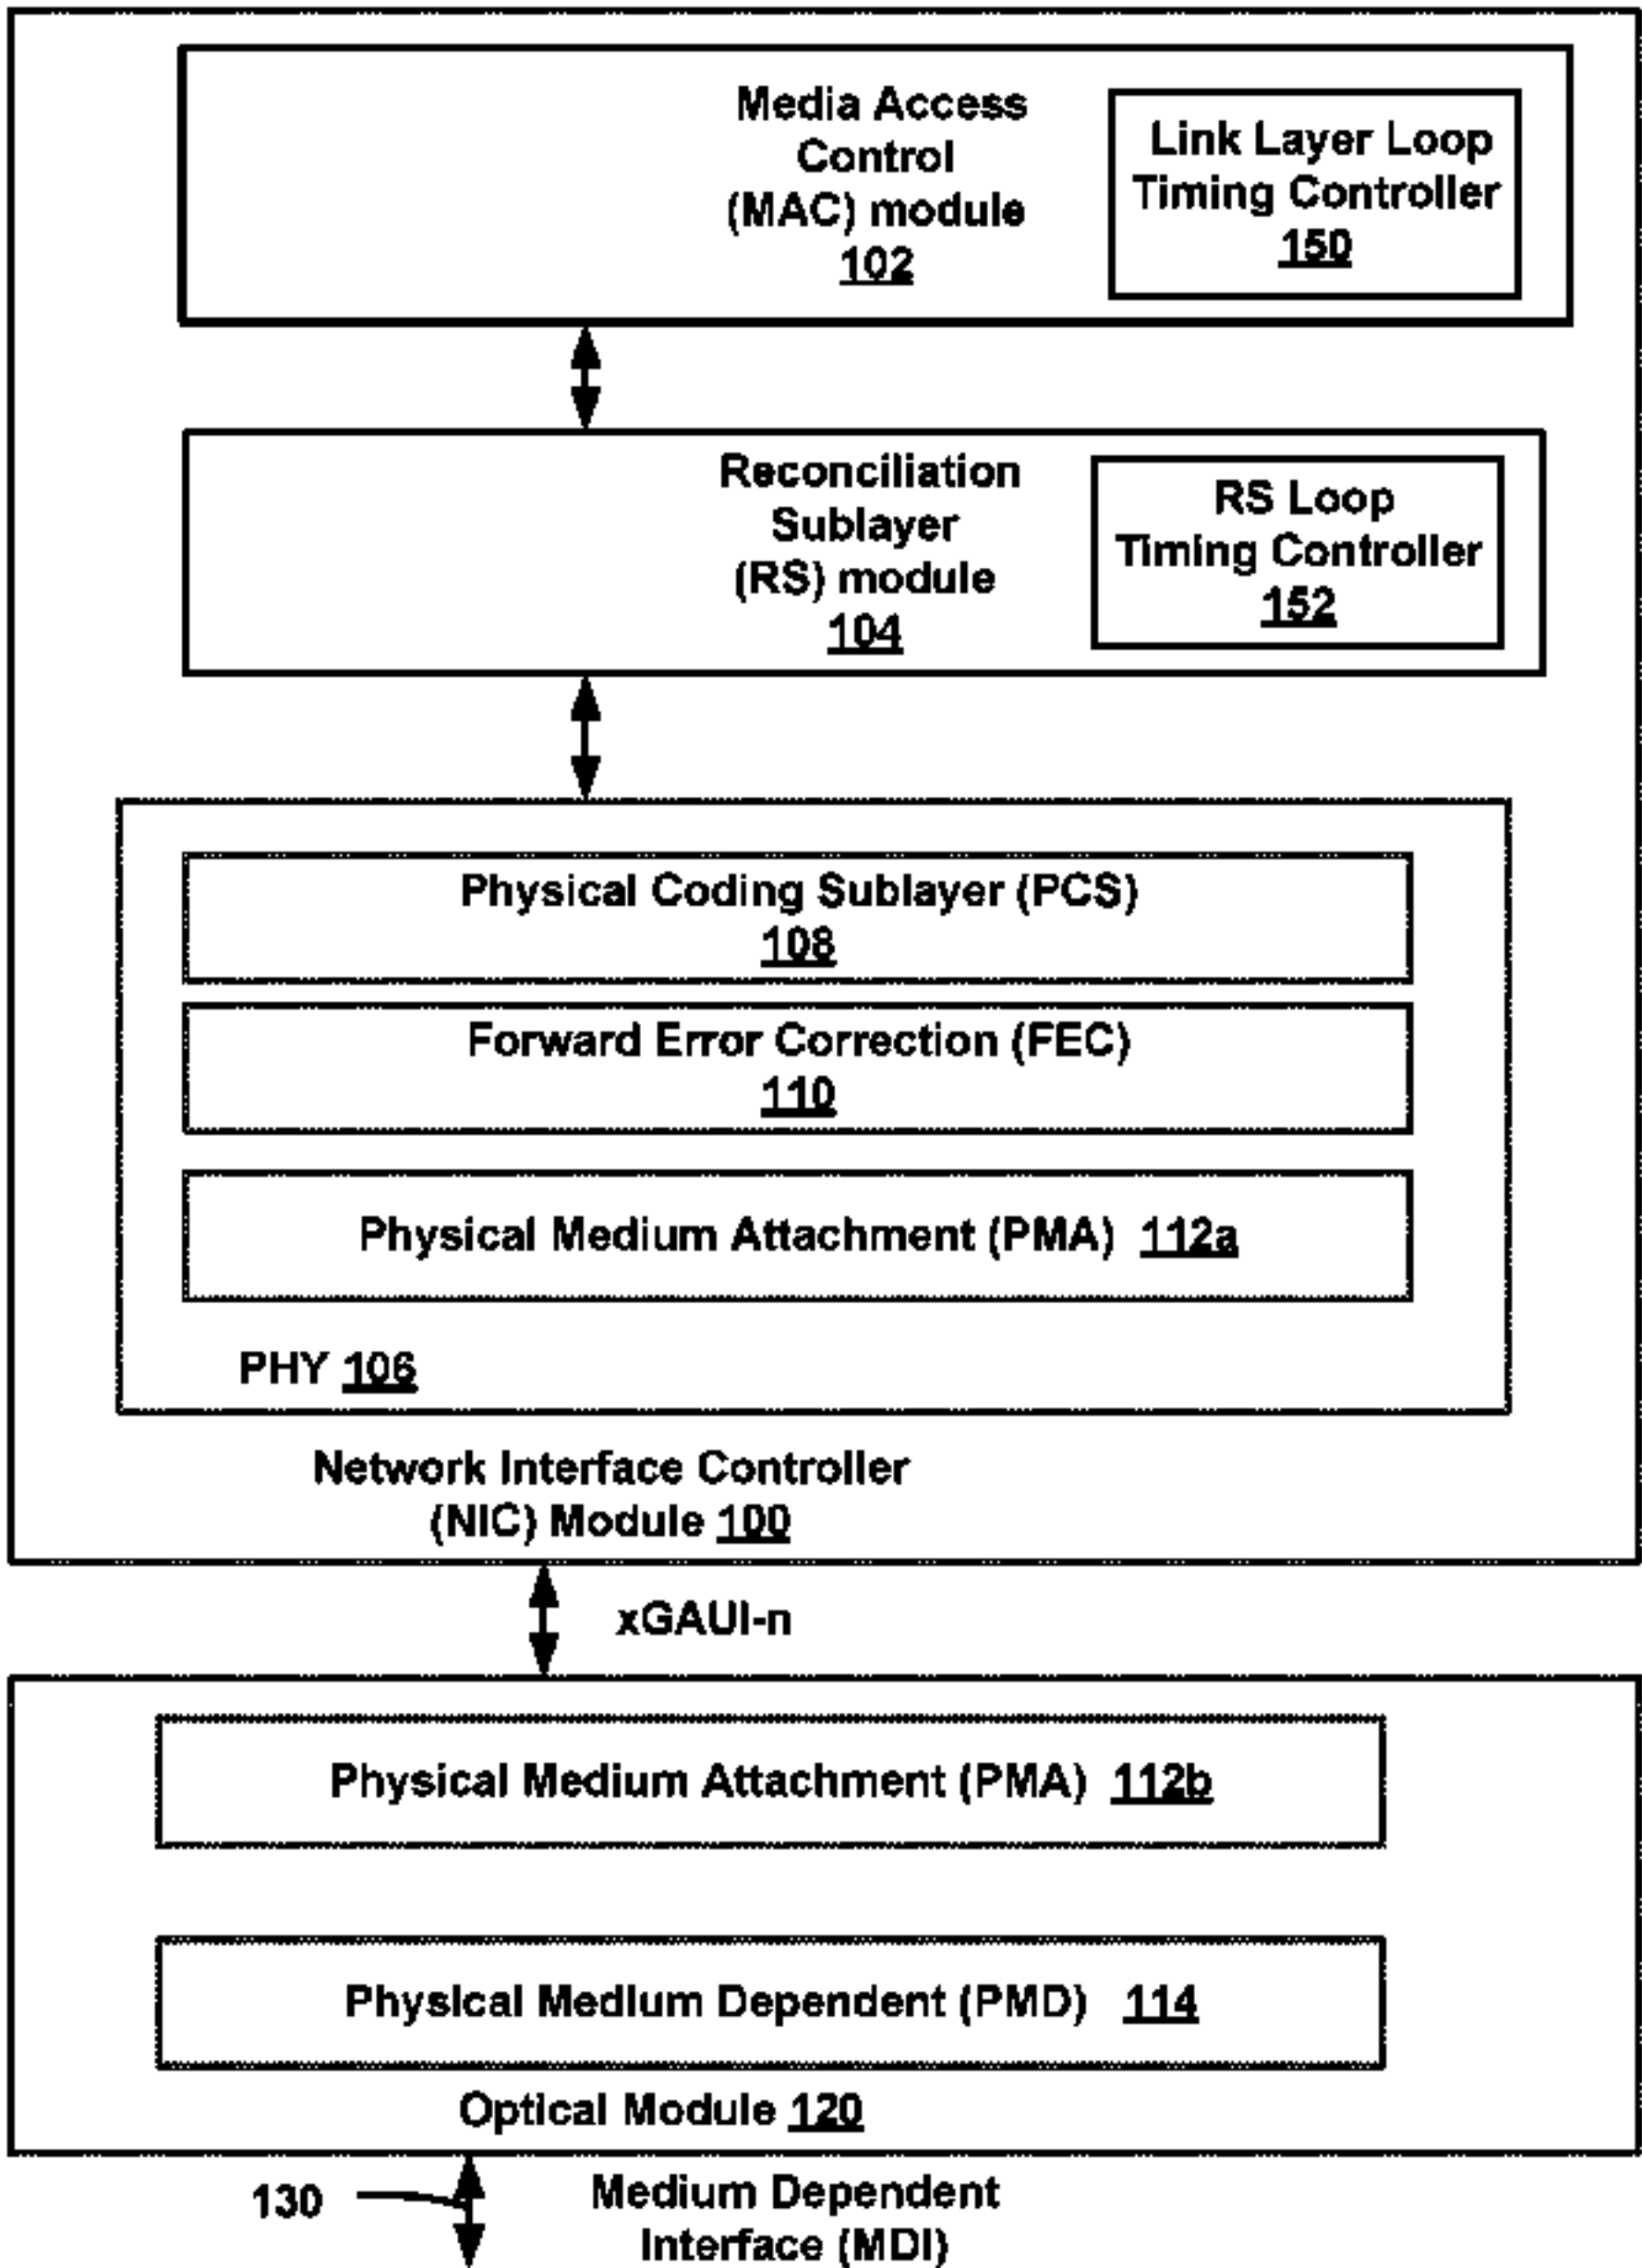 Media Access
Control
(MAC) module
102
Link Layer Loop
Timing Controller
150
Reconciliation
Sublayer
(RS) module
104
RS Loop
Timing Controller
152
Physical Coding Sublayer (PCS)
108
Forward Error Correction (FEC)
110
Physical Medium Attachment (PMA) 112a
PHY 106
Network Interface Controller
(NIC) Module 100
xGAUI-n
Physical Medium Attachment (PMA) 112b
Physical Medium Dependent (PMD) 114
Optical Module 120
130
Medium Dependent
Interface (MDI)